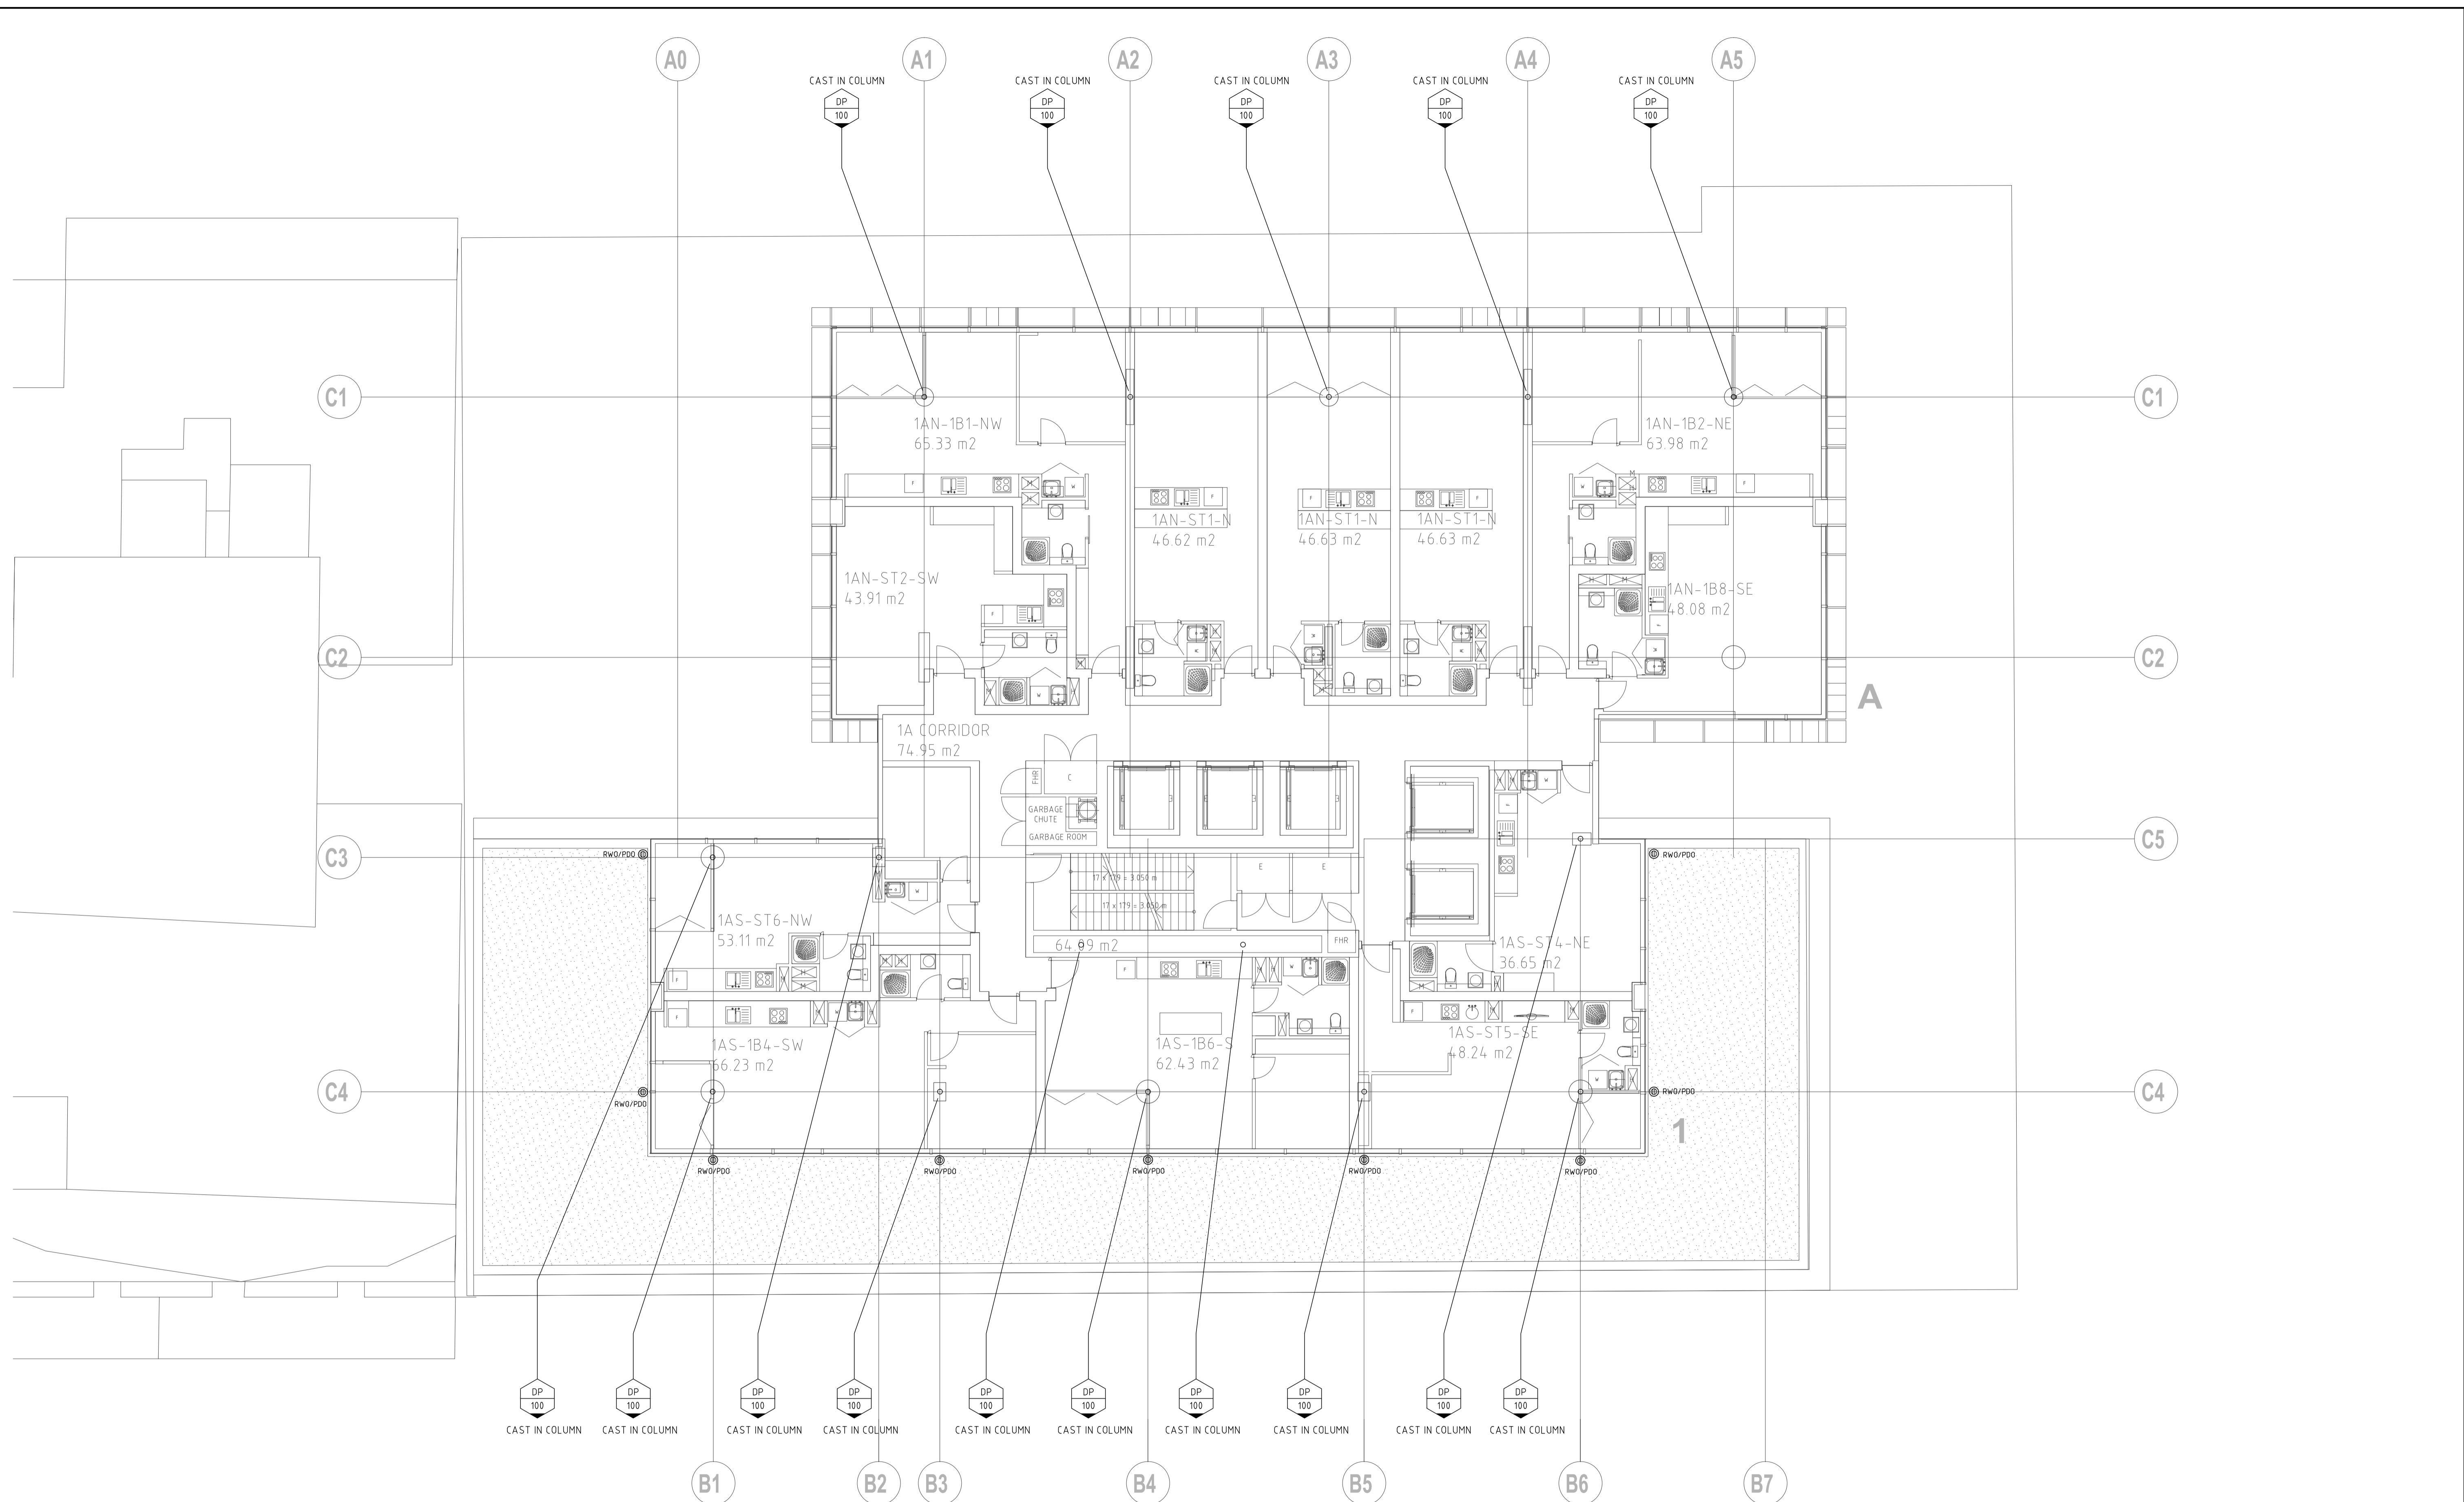 A0
A1
A2
A3
A4
A5
CAST IN COLUMN
CAST IN COLUMN
CAST IN COLUMN
CAST IN COLUMN
CAST IN COLUMN
DP
100
DP
100
DP
100
DP
100
DP
100
C1
C1
1AN-1B1-NW
65.33 m2
1AN-1B2-NE
63.98 m2
F
W
M
F
F
F
W
M
F
1AN-ST1-N
46.62 m2
1AN-ST1-N
46.63 m2
1AN-ST1-N
46.63 m2
1AN-ST2-SW
43.91 m2
F
1AN-1B8-SE
48.08 m2
C2
C2
A
1A CORRIDOR
74.95 m2
FHR
C
GARBAGE
CHUTE
GARBAGE ROOM
C3
C5
RWO/PDO
RWO/PDO
E
E
17 x 179 = 3.050 m
17 x 179 = 3.050 m
W
W
1AS-ST6-NW
53.11 m2
64.89 m2
FHR
1AS-ST4-NE
36.65 m2
F
F
W
F
W
F
1AS-1B4-SW
66.23 m2
1AS-1B6-S
62.43 m2
1AS-ST5-SE
48.24 m2
W
C4
C4
RWO/PDO
RWO/PDO
1
RWO/PDO
RWO/PDO
RWO/PDO
RWO/PDO
RWO/PDO
DP
100
DP
100
DP
100
DP
100
DP
100
DP
100
DP
100
DP
100
DP
100
DP
100
CAST IN COLUMN
CAST IN COLUMN
CAST IN COLUMN
CAST IN COLUMN
CAST IN COLUMN
CAST IN COLUMN
CAST IN COLUMN
CAST IN COLUMN
CAST IN COLUMN
CAST IN COLUMN
B1
B2
B3
B4
B5
B6
B7